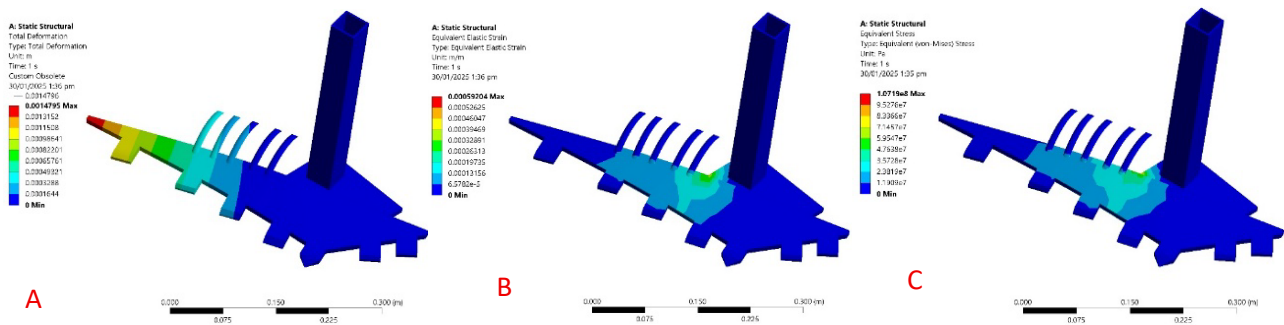 A: Static Structural
Total Deformation
Type: Total Deformation
Unit: m
Time: 1 s
Custom Obsolete
30/01/2025 1:36 pm
0.0014796
0.0014795 Max
0.0013152
0.0011508
0.00098641
0.00082201
0.00065761
0.00049321
0.0003288
0.0001644
0 Min
A
0.000
0.150
0.300 (m)
0.075
0.225
A: Static Structural
Equivalent Elastic Strain
Type: Equivalent Elastic Strain
Unit: m/m
Time: 1 s
30/01/2025 1:36 pm
0.00059204 Max
0.00052625
0.00046047
0.00039469
0.00032891
0.00026313
0.00019735
0.00013156
6.5782e-5
0 Min
B
0.000
0.150
0.300 (m)
0.075
0.225
A: Static Structural
Equivalent Stress
Type: Equivalent (von-Mises) Stress
Unit: Pa
Time: 1 s
30/01/2025 1:35 pm
1.0719e8 Max
9.5276e7
8.3366e7
7.1457e7
5.9547e7
4.7638e7
3.5728e7
2.3819e7
1.1909e7
0 Min
C
0.000
0.150
0.300 (m)
0.075
0.225